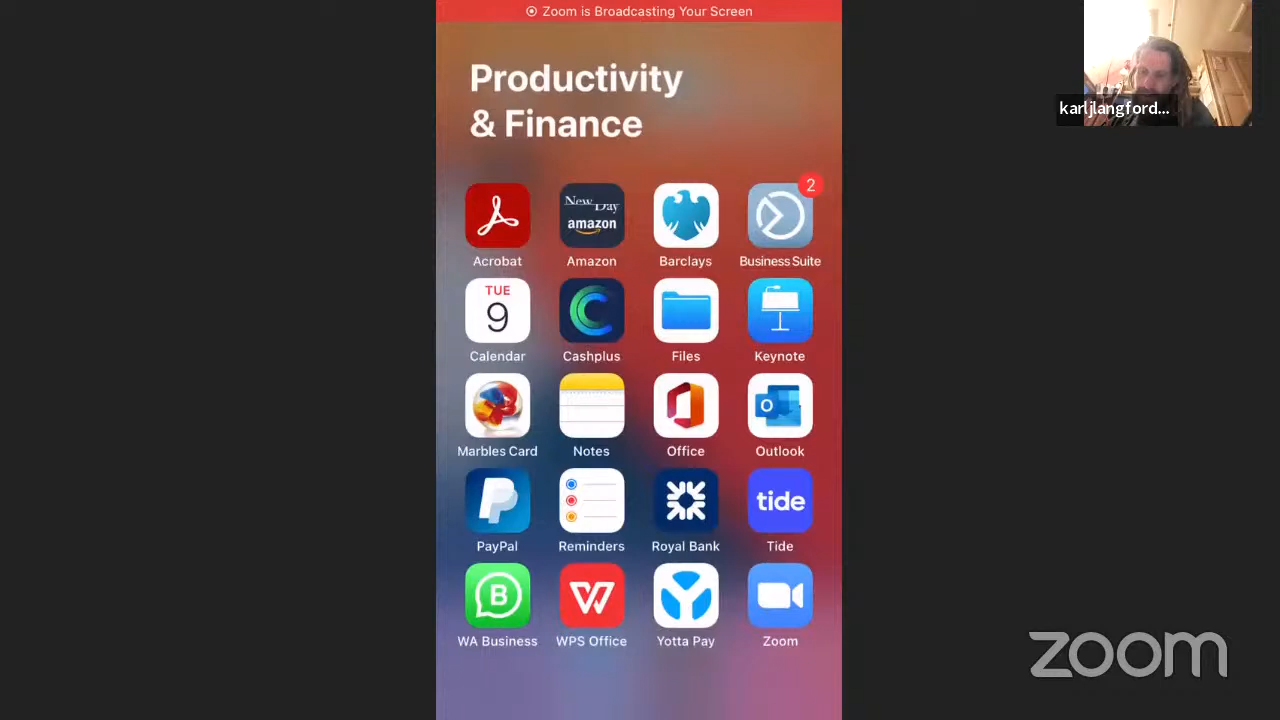 Zoom is Broadcasting Your Screen
karljlangford...
Productivity
& Finance
New Day
amazon
2
Acrobat
Amazon
Barclays
Business Suite
TUE
9
Calendar
Cashplus
Files
Keynote
O
Marbles Card
Notes
Office
Outlook
tide
PayPal
Reminders
Royal Bank
Tide
B
WA Business
WPS Office
Yotta Pay
Zoom
zoom